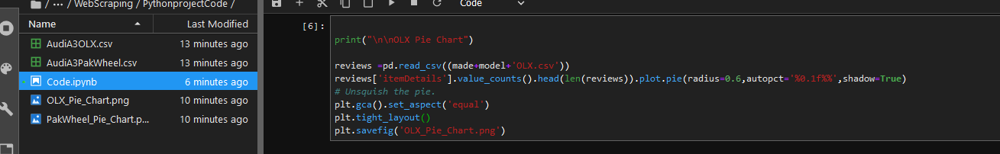 / ··· / WebScraping / PythonprojectCode /
Code
Name Last Modified
AudiA3OLX.csv 13 minutes ago
AudiA3PakWheel.csv 13 minutes ago
Code.ipynb 6 minutes ago
OLX_Pie_Chart.png 10 minutes ago
PakWheel_Pie_Chart.p... 10 minutes ago
[6]:
print("\n\nOLX Pie Chart")
reviews =pd.read_csv((made+model+'OLX.csv'))
reviews['itemDetails'].value_counts().head(len(reviews)).plot.pie(radius=0.6,autopct='%0.1f%%',shadow=True)
# Unsquish the pie.
plt.gca().set_aspect('equal')
plt.tight_layout()
plt.savefig('OLX_Pie_Chart.png')